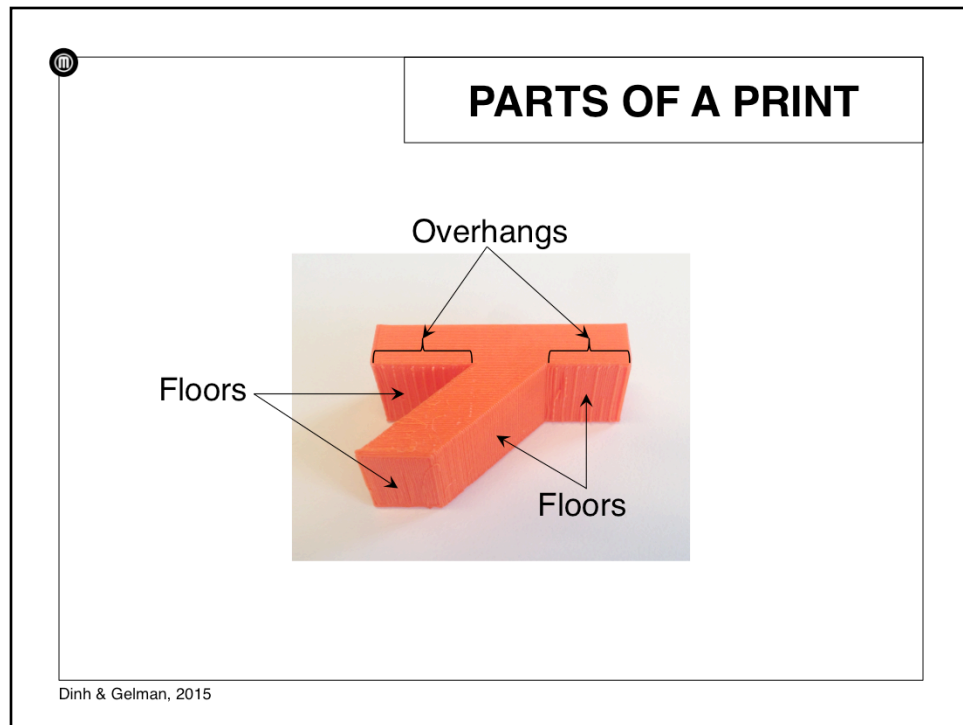 PARTS OF A PRINT
Overhangs
Floors
Floors
Dinh & Gelman, 2015